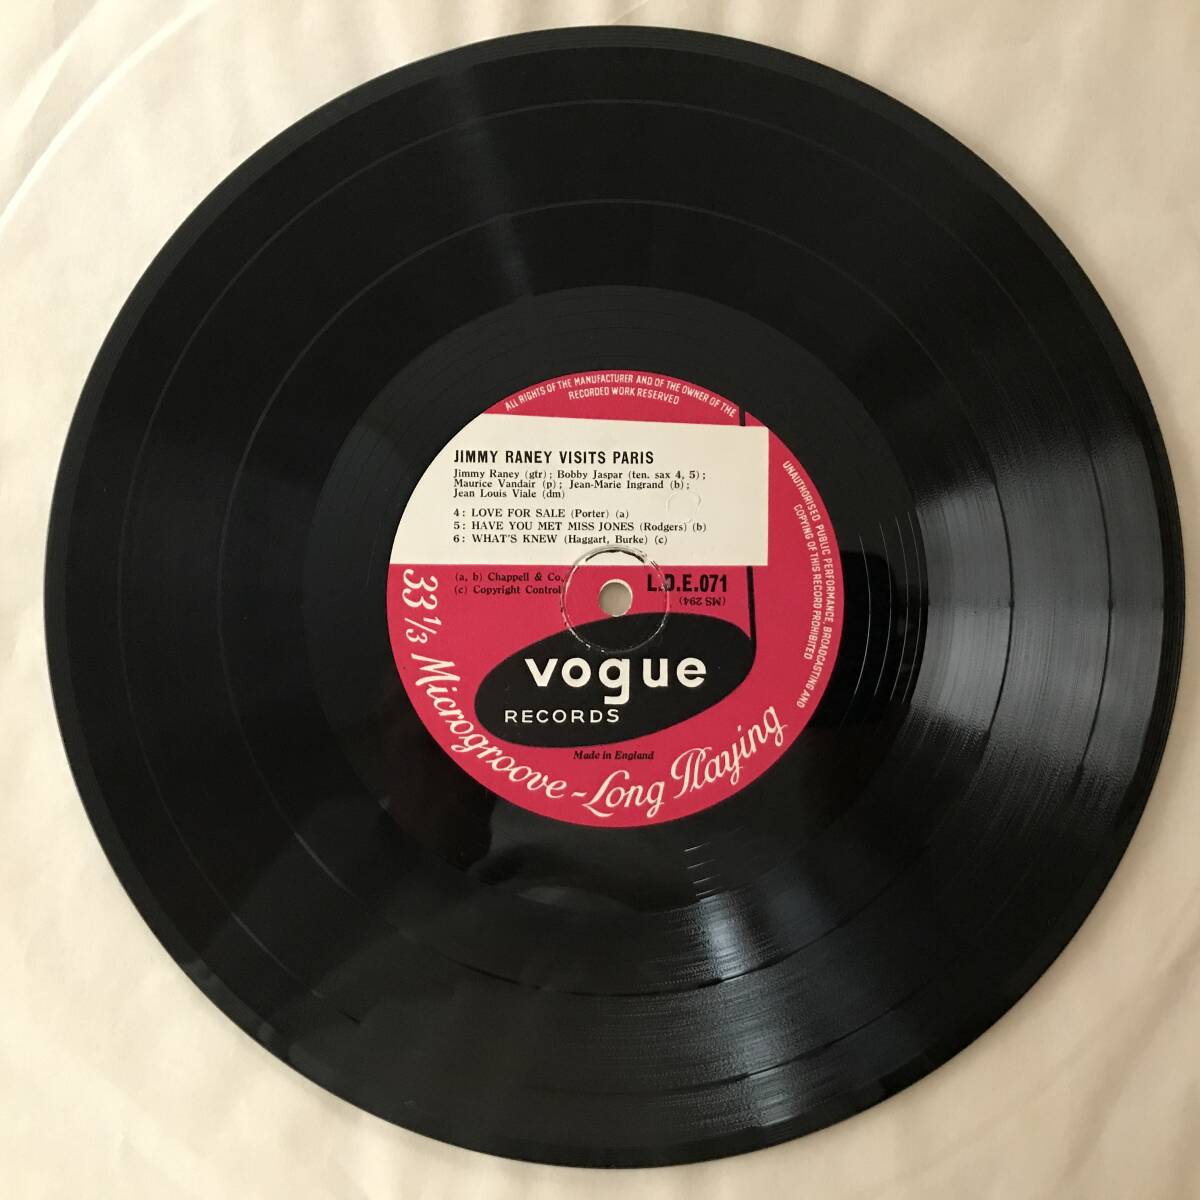 ALL RIGHTS OF THE MANUFACTURER AND OF THE OWNER OF THE
RECORDED WORK RESERVED
JIMMY RANEY VISITS PARIS
Jimmy Raney (gtr); Bobby Jaspar (ten. sax 4, 5);
Maurice Vandair (p); Jean-Marie Ingrand (b);
Jean Louis Viale (dm)
4: LOVE FOR SALE (Porter) (a)
5: HAVE YOU MET MISS JONES (Rodgers) (b)
6: WHAT'S KNEW (Haggart, Burke) (c)
(a, b) Chappell & Co.
(c) Copyright Control
L.D.E.071
(MS 294)
UNAUTHORISED PUBLIC PERFORMANCE, BROADCASTING AND
COPYING OF THIS RECORD PROHIBITED
vogue
RECORDS
Made in England
33 1/3 Microgroove - Long Playing